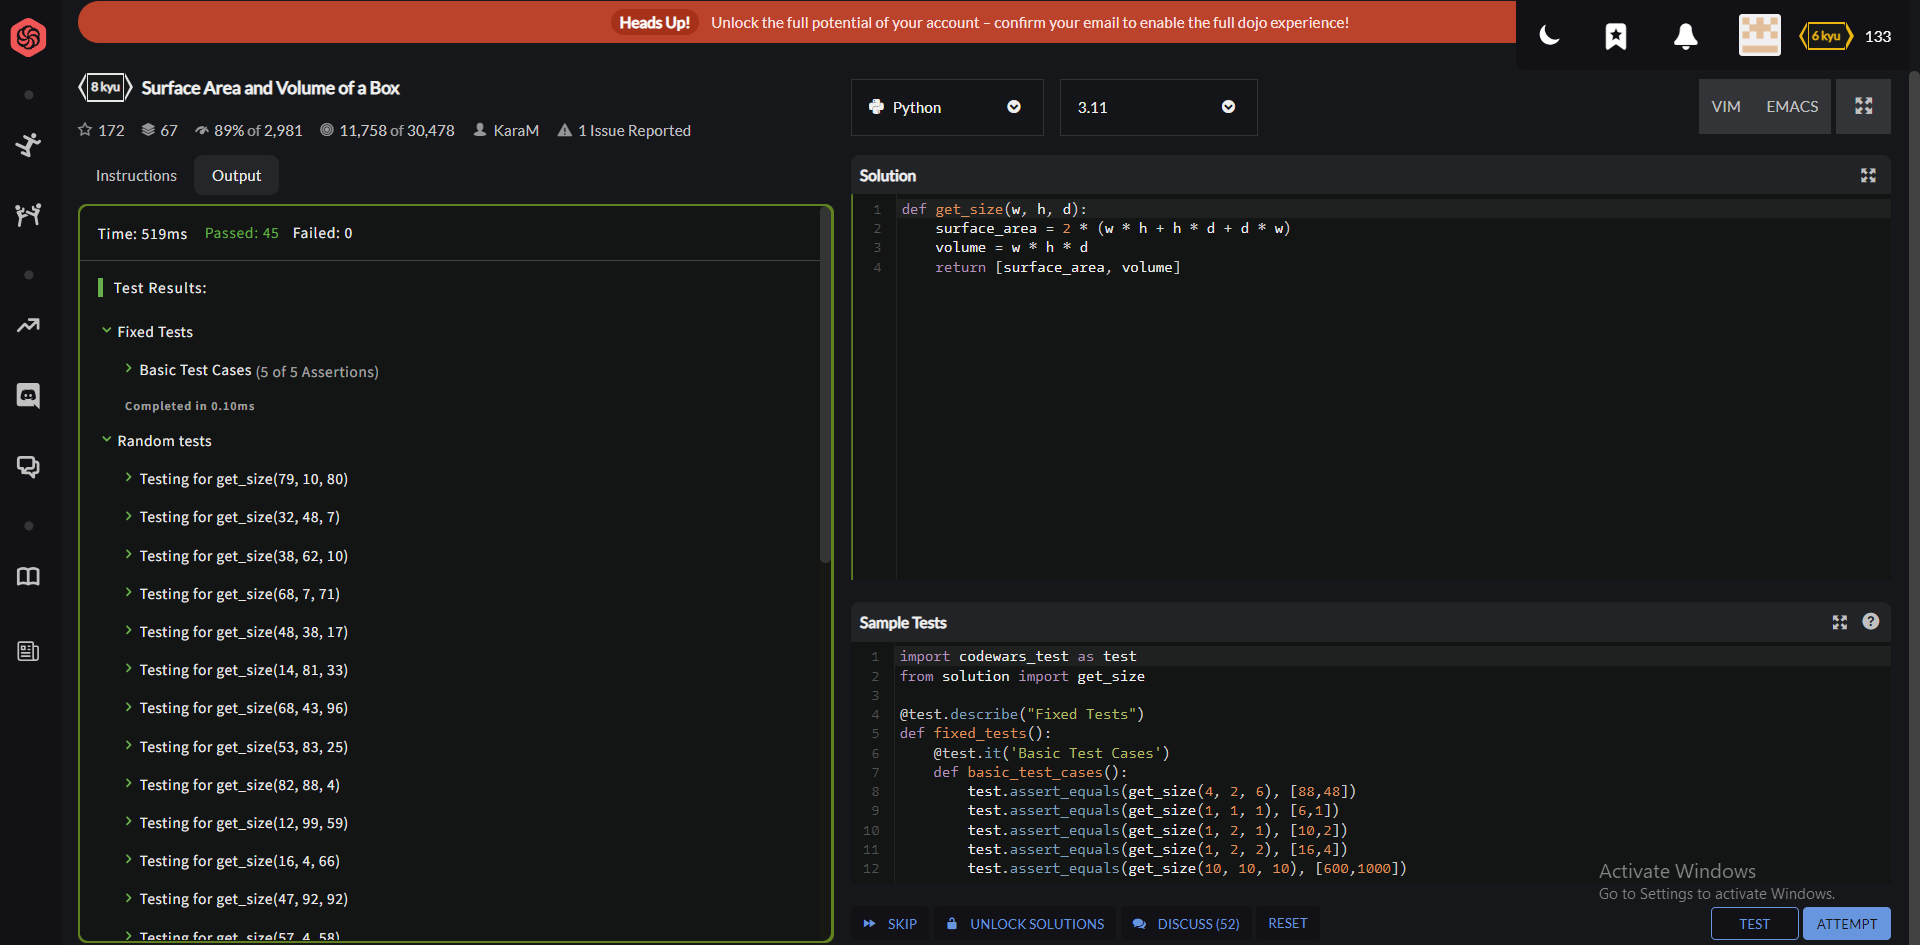 Heads Up! Unlock the full potential of your account – confirm your email to enable the full dojo experience!
6 kyu 133
8 kyu Surface Area and Volume of a Box
172 67 89% of 2,981 11,758 of 30,478 KaraM 1 Issue Reported
Instructions Output
Time: 519ms Passed: 45 Failed: 0
Test Results:
Fixed Tests
Basic Test Cases (5 of 5 Assertions)
Completed in 0.10ms
Random tests
Testing for get_size(79, 10, 80)
Testing for get_size(32, 48, 7)
Testing for get_size(38, 62, 10)
Testing for get_size(68, 7, 71)
Testing for get_size(48, 38, 17)
Testing for get_size(14, 81, 33)
Testing for get_size(68, 43, 96)
Testing for get_size(53, 83, 25)
Testing for get_size(82, 88, 4)
Testing for get_size(12, 99, 59)
Testing for get_size(16, 4, 66)
Testing for get_size(47, 92, 92)
Testing for get_size(57, 4, 58)
Python 3.11 VIM EMACS
Solution
1 def get_size(w, h, d):
2 surface_area = 2 * (w * h + h * d + d * w)
3 volume = w * h * d
4 return [surface_area, volume]
Sample Tests
1 import codewars_test as test
2 from solution import get_size
3
4 @test.describe("Fixed Tests")
5 def fixed_tests():
6 @test.it('Basic Test Cases')
7 def basic_test_cases():
8 test.assert_equals(get_size(4, 2, 6), [88,48])
9 test.assert_equals(get_size(1, 1, 1), [6,1])
10 test.assert_equals(get_size(1, 2, 1), [10,2])
11 test.assert_equals(get_size(1, 2, 2), [16,4])
12 test.assert_equals(get_size(10, 10, 10), [600,1000])
Activate Windows
Go to Settings to activate Windows.
SKIP UNLOCK SOLUTIONS DISCUSS (52) RESET TEST ATTEMPT